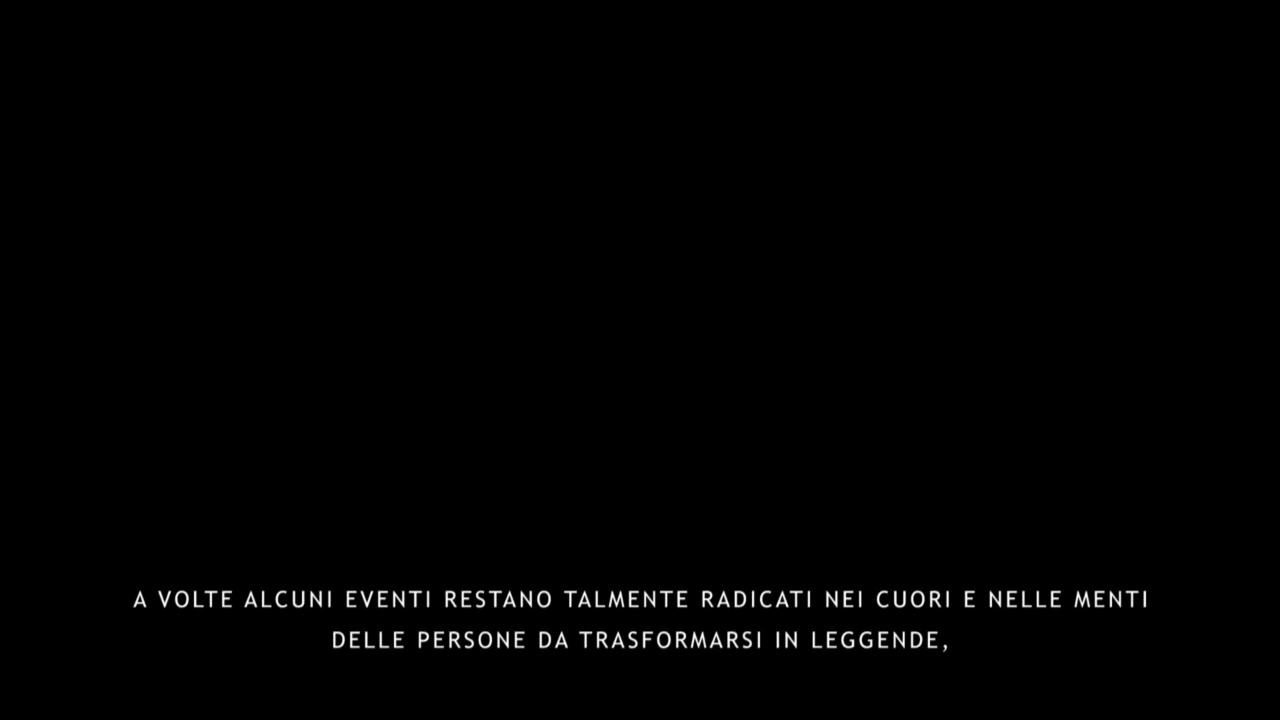 A VOLTE ALCUNI EVENTI RESTANO TALMENTE RADICATI NEI CUORI E NELLE MENTI
DELLE PERSONE DA TRASFORMARSI IN LEGGENDE,